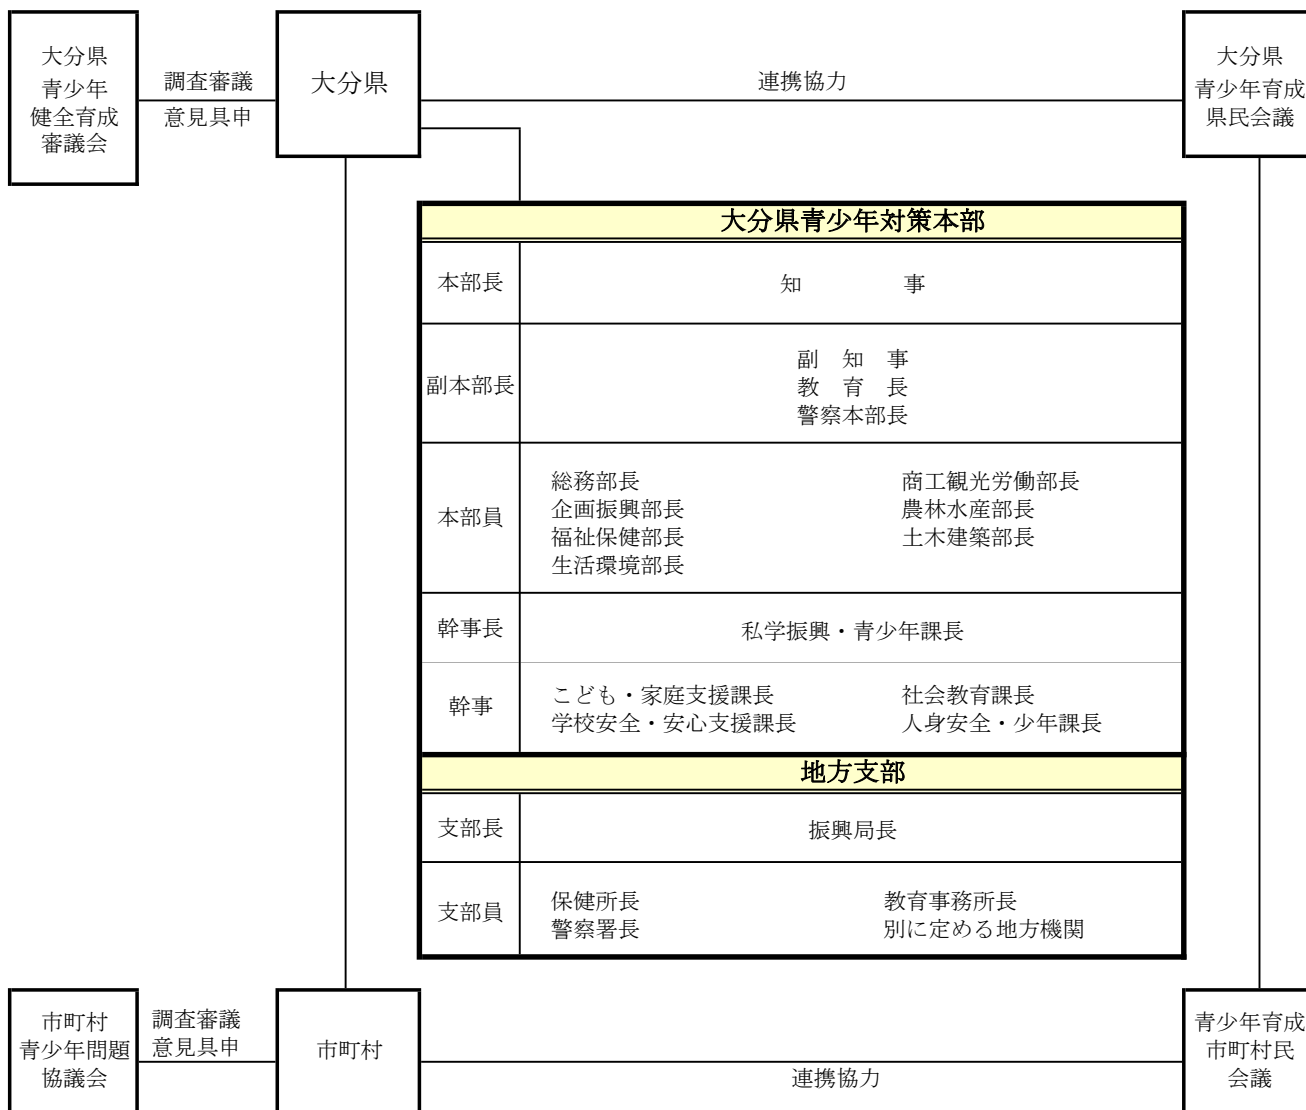 大分県
青少年
健全育成
審議会
調査審議
意見具申
大分県
連携協力
大分県
青少年育成
県民会議
大分県青少年対策本部
本部長
知　　　　事
副本部長
副　知　事
教　育　長
警察本部長
本部員
総務部長
企画振興部長
福祉保健部長
生活環境部長
商工観光労働部長
農林水産部長
土木建築部長
幹事長
私学振興・青少年課長
幹事
こども・家庭支援課長
学校安全・安心支援課長
社会教育課長
人身安全・少年課長
地方支部
支部長
振興局長
支部員
保健所長
警察署長
教育事務所長
別に定める地方機関
市町村
青少年問題
協議会
調査審議
意見具申
市町村
連携協力
青少年育成
市町村民
会議